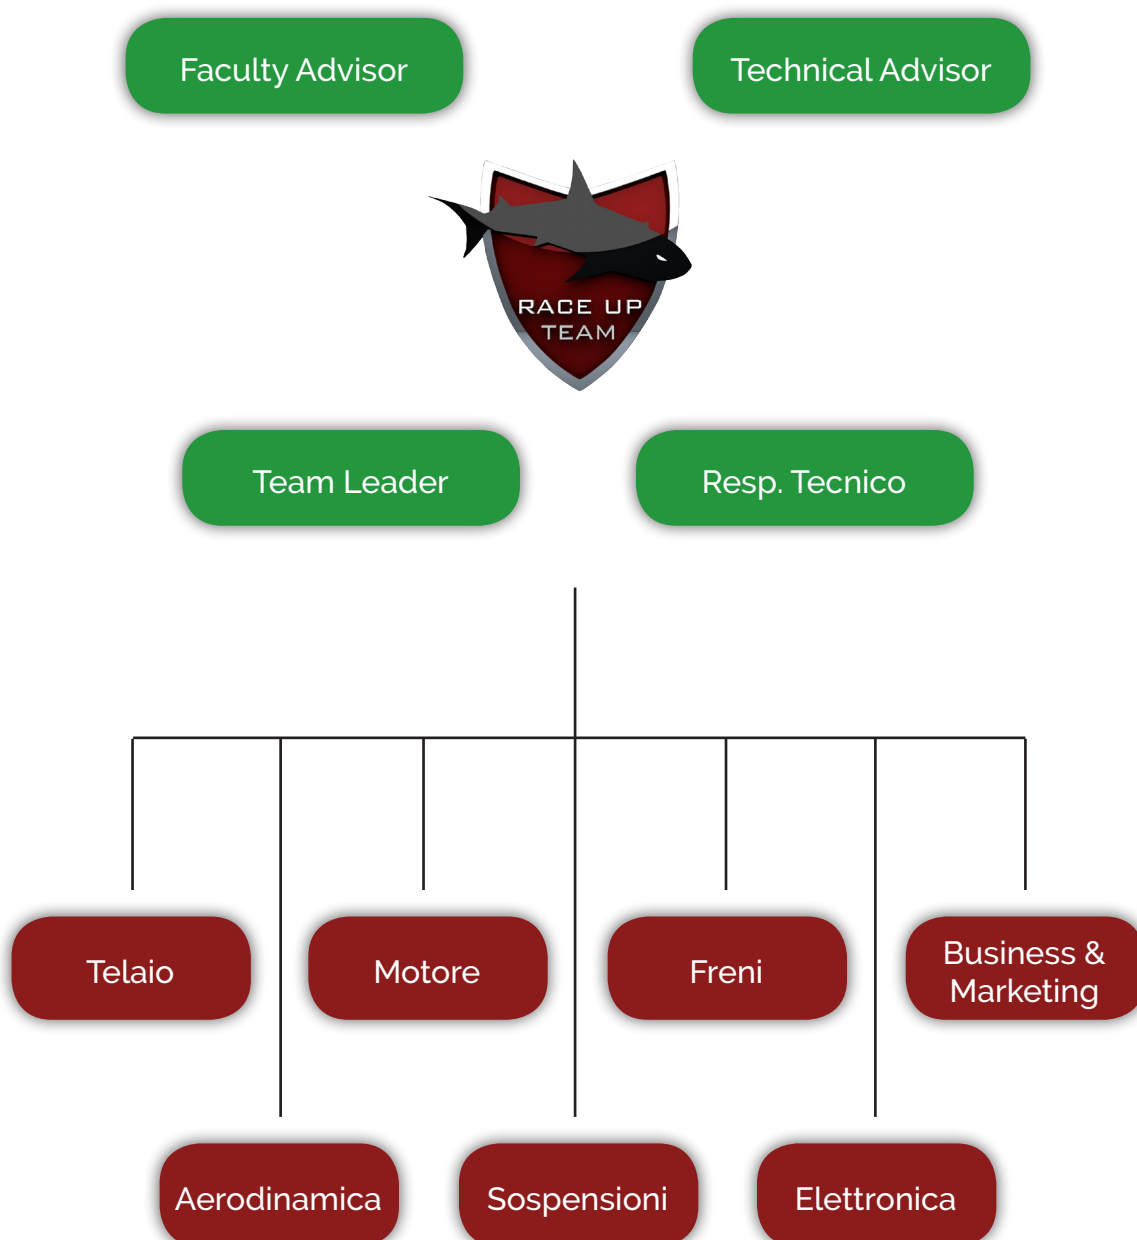 Faculty Advisor
Technical Advisor
RACE UP
TEAM
Team Leader
Resp. Tecnico
Telaio
Motore
Freni
Business &
Marketing
Aerodinamica
Sospensioni
Elettronica